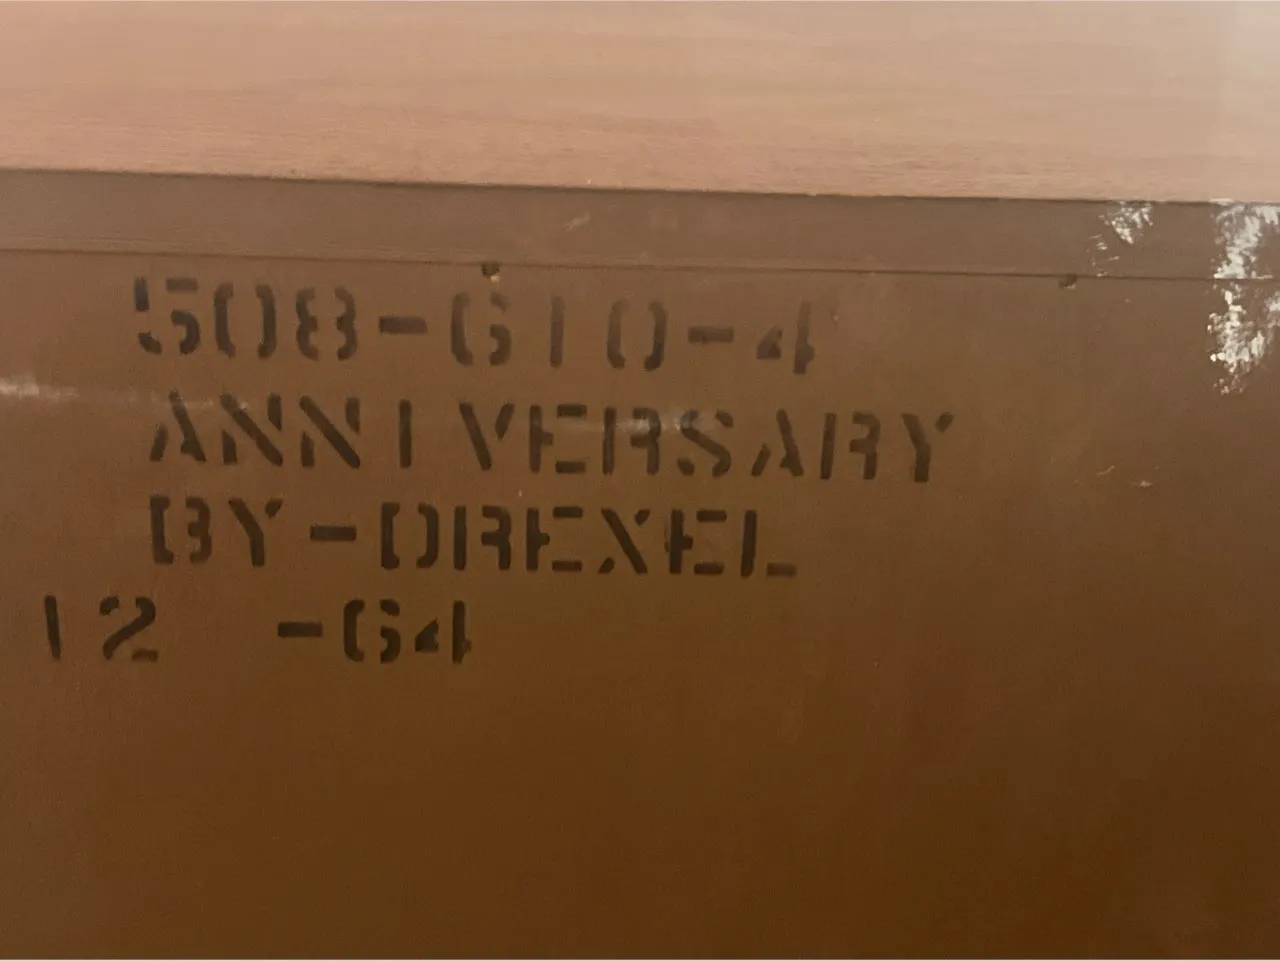 508-610-4
ANNIVERSARY
BY-DREXEL
12 -64